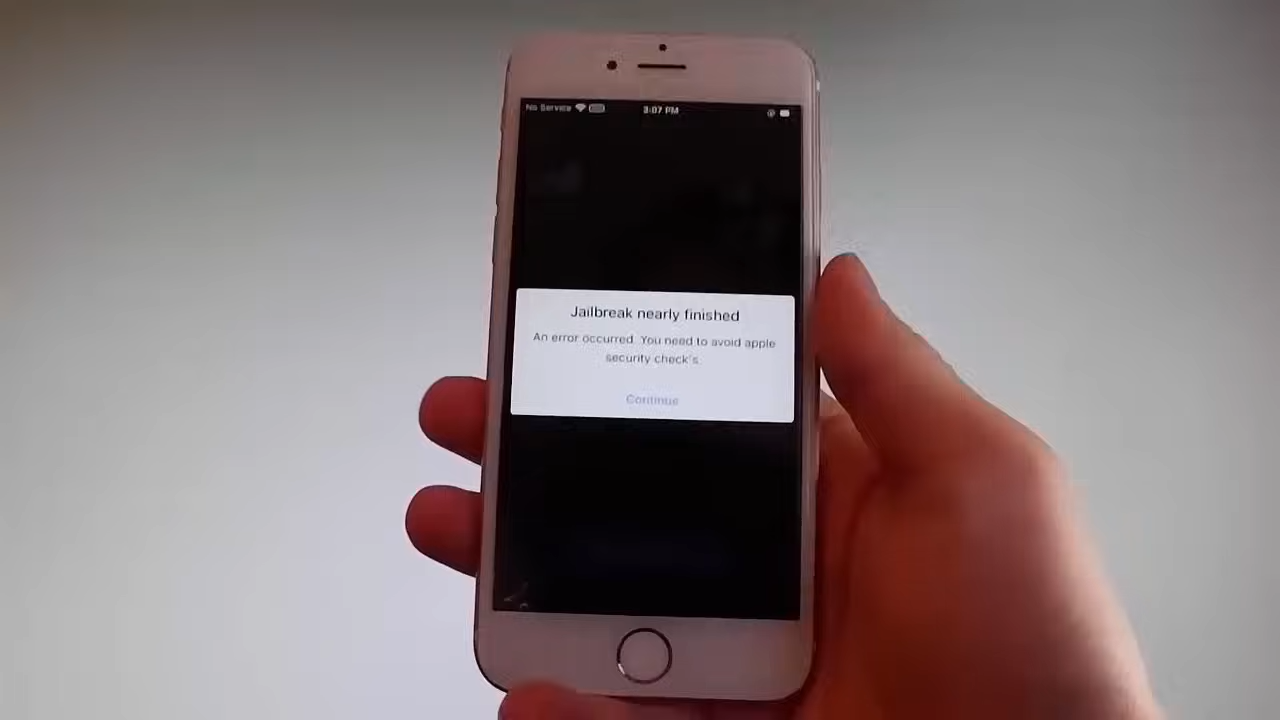 No Service
3:07 PM
Jailbreak nearly finished
An error occurred. You need to avoid apple
security check's.
Continue